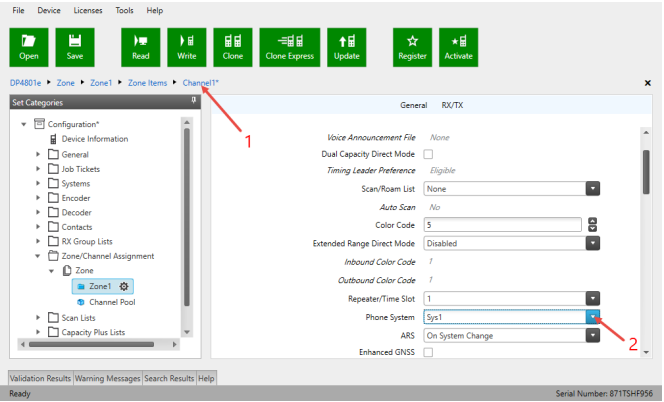 File Device Licenses Tools Help
Open Save Read Write Clone Clone Express Update Register Activate
DP4801e Zone Zone1 Zone Items Channel1*
Set Categories
General RX/TX
Configuration*
Device Information
General
Job Tickets
Systems
Encoder
Decoder
Contacts
RX Group Lists
Zone/Channel Assignment
Zone
Zone1
Channel Pool
Scan Lists
Capacity Plus Lists
1
Voice Announcement File None
Dual Capacity Direct Mode
Timing Leader Preference Eligible
Scan/Roam List None
Auto Scan No
Color Code 5
Extended Range Direct Mode Disabled
Inbound Color Code 1
Outbound Color Code 1
Repeater/Time Slot 1
Phone System Sys1
ARS On System Change
2
Enhanced GNSS
Validation Results Warning Messages Search Results Help
Ready Serial Number: 871TSHF956